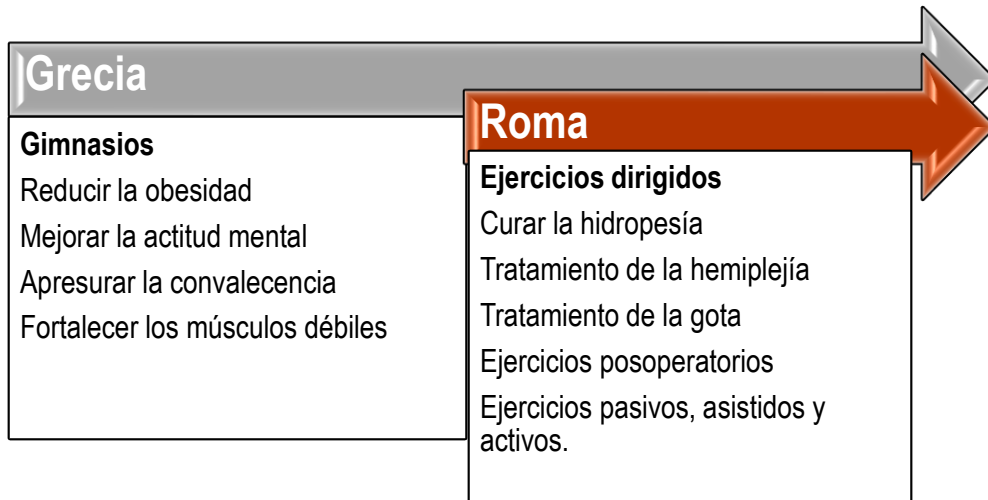 Grecia
Gimnasios
Reducir la obesidad
Mejorar la actitud mental
Apresurar la convalecencia
Fortalecer los músculos débiles
Roma
Ejercicios dirigidos
Curar la hidropesía
Tratamiento de la hemiplejía
Tratamiento de la gota
Ejercicios posoperatorios
Ejercicios pasivos, asistidos y
activos.